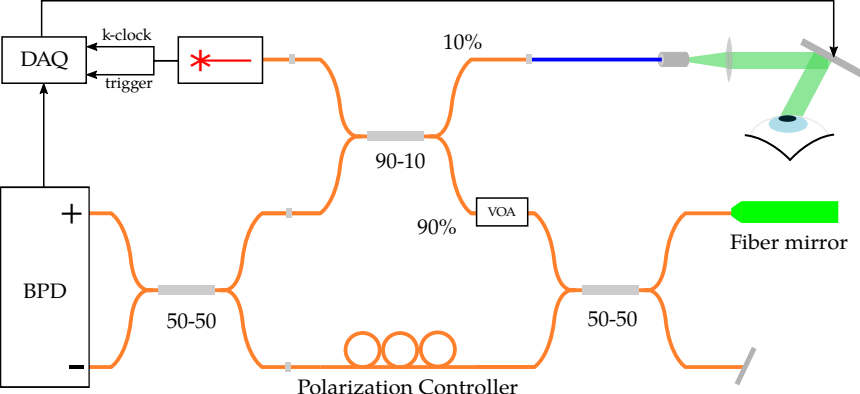 k-clock
10%
DAQ
trigger
90-10
+
VOA
90%
Fiber mirror
BPD
50-50
50-50
-
Polarization Controller